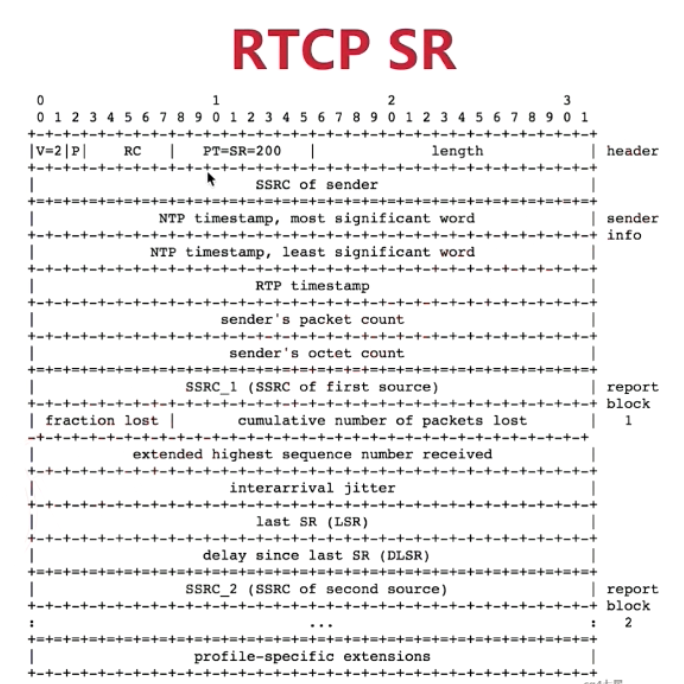 RTCP SR
0 1 2 3
0 1 2 3 4 5 6 7 8 9 0 1 2 3 4 5 6 7 8 9 0 1 2 3 4 5 6 7 8 9 0 1
+-+-+-+-+-+-+-+-+-+-+-+-+-+-+-+-+-+-+-+-+-+-+-+-+-+-+-+-+-+-+-+-+
|V=2|P| RC | PT=SR=200 | length | header
+-+-+-+-+-+-+-+-+-+-+-+-+-+-+-+-+-+-+-+-+-+-+-+-+-+-+-+-+-+-+-+-+
| SSRC of sender |
+=+=+=+=+=+=+=+=+=+=+=+=+=+=+=+=+=+=+=+=+=+=+=+=+=+=+=+=+=+=+=+=+
| NTP timestamp, most significant word | sender
+-+-+-+-+-+-+-+-+-+-+-+-+-+-+-+-+-+-+-+-+-+-+-+-+-+-+-+-+-+-+-+-+ info
| NTP timestamp, least significant word |
+-+-+-+-+-+-+-+-+-+-+-+-+-+-+-+-+-+-+-+-+-+-+-+-+-+-+-+-+-+-+-+-+
| RTP timestamp |
+-+-+-+-+-+-+-+-+-+-+-+-+-+-+-+-+-+-+-+-+-+-+-+-+-+-+-+-+-+-+-+-+
| sender's packet count |
+-+-+-+-+-+-+-+-+-+-+-+-+-+-+-+-+-+-+-+-+-+-+-+-+-+-+-+-+-+-+-+-+
| sender's octet count |
+=+=+=+=+=+=+=+=+=+=+=+=+=+=+=+=+=+=+=+=+=+=+=+=+=+=+=+=+=+=+=+=+
| SSRC_1 (SSRC of first source) | report
+-+-+-+-+-+-+-+-+-+-+-+-+-+-+-+-+-+-+-+-+-+-+-+-+-+-+-+-+-+-+-+-+ block
| fraction lost | cumulative number of packets lost | 1
-+-+-+-+-+-+-+-+-+-+-+-+-+-+-+-+-+-+-+-+-+-+-+-+-+-+-+-+-+-+-+-+
| extended highest sequence number received |
+-+-+-+-+-+-+-+-+-+-+-+-+-+-+-+-+-+-+-+-+-+-+-+-+-+-+-+-+-+-+-+-+
| interarrival jitter |
+-+-+-+-+-+-+-+-+-+-+-+-+-+-+-+-+-+-+-+-+-+-+-+-+-+-+-+-+-+-+-+-+
| last SR (LSR) |
+-+-+-+-+-+-+-+-+-+-+-+-+-+-+-+-+-+-+-+-+-+-+-+-+-+-+-+-+-+-+-+-+
| delay since last SR (DLSR) |
+=+=+=+=+=+=+=+=+=+=+=+=+=+=+=+=+=+=+=+=+=+=+=+=+=+=+=+=+=+=+=+=+
| SSRC_2 (SSRC of second source) | report
+-+-+-+-+-+-+-+-+-+-+-+-+-+-+-+-+-+-+-+-+-+-+-+-+-+-+-+-+-+-+-+-+ block
: ... : 2
+=+=+=+=+=+=+=+=+=+=+=+=+=+=+=+=+=+=+=+=+=+=+=+=+=+=+=+=+=+=+=+=+
| profile-specific extensions |
+-+-+-+-+-+-+-+-+-+-+-+-+-+-+-+-+-+-+-+-+-+-+-+-+-+-+-+-+-+-+-+-+